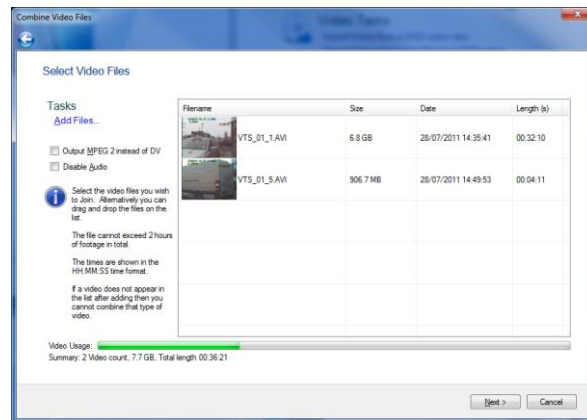 Combine Video Files
Video Tasks
Select Video Files
Tasks
Add Files...
Output MPEG 2 instead of DV
Disable Audio
Select the video files you wish
to Join. Alternatively you can
drag and drop the files on the
list.
The file cannot exceed 2 hours
of footage in total.
The times are shown in the
HH:MM:SS time format.
If a video does not appear in
the list after adding then you
cannot combine that type of
video.
Filename Size Date Length (s)
VTS_01_1.AVI 6.8 GB 28/07/2011 14:35:41 00:32:10
VTS_01_5.AVI 906.7 MB 28/07/2011 14:49:53 00:04:11
Video Usage:
Summary: 2 Video count, 7.7 GB, Total length 00:36:21
Next > Cancel